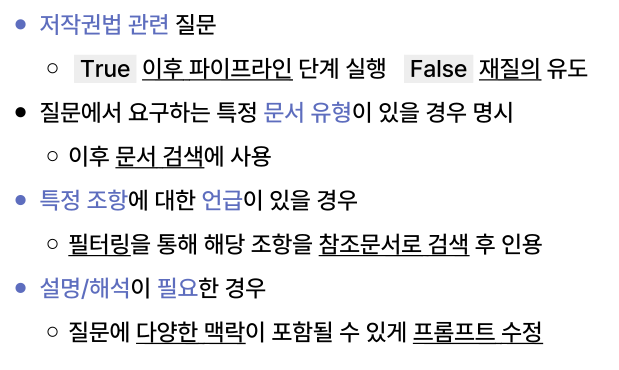 • 저작권법 관련 질문
○ True 이후 파이프라인 단계 실행 False 재질의 유도
• 질문에서 요구하는 특정 문서 유형이 있을 경우 명시
○ 이후 문서 검색에 사용
• 특정 조항에 대한 언급이 있을 경우
○ 필터링을 통해 해당 조항을 참조문서로 검색 후 인용
• 설명/해석이 필요한 경우
○ 질문에 다양한 맥락이 포함될 수 있게 프롬프트 수정